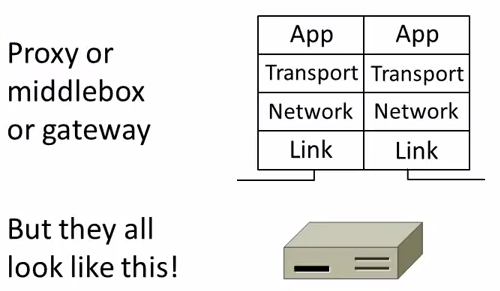 Proxy or
middlebox
or gateway
App App
Transport Transport
Network Network
Link Link
But they all
look like this!